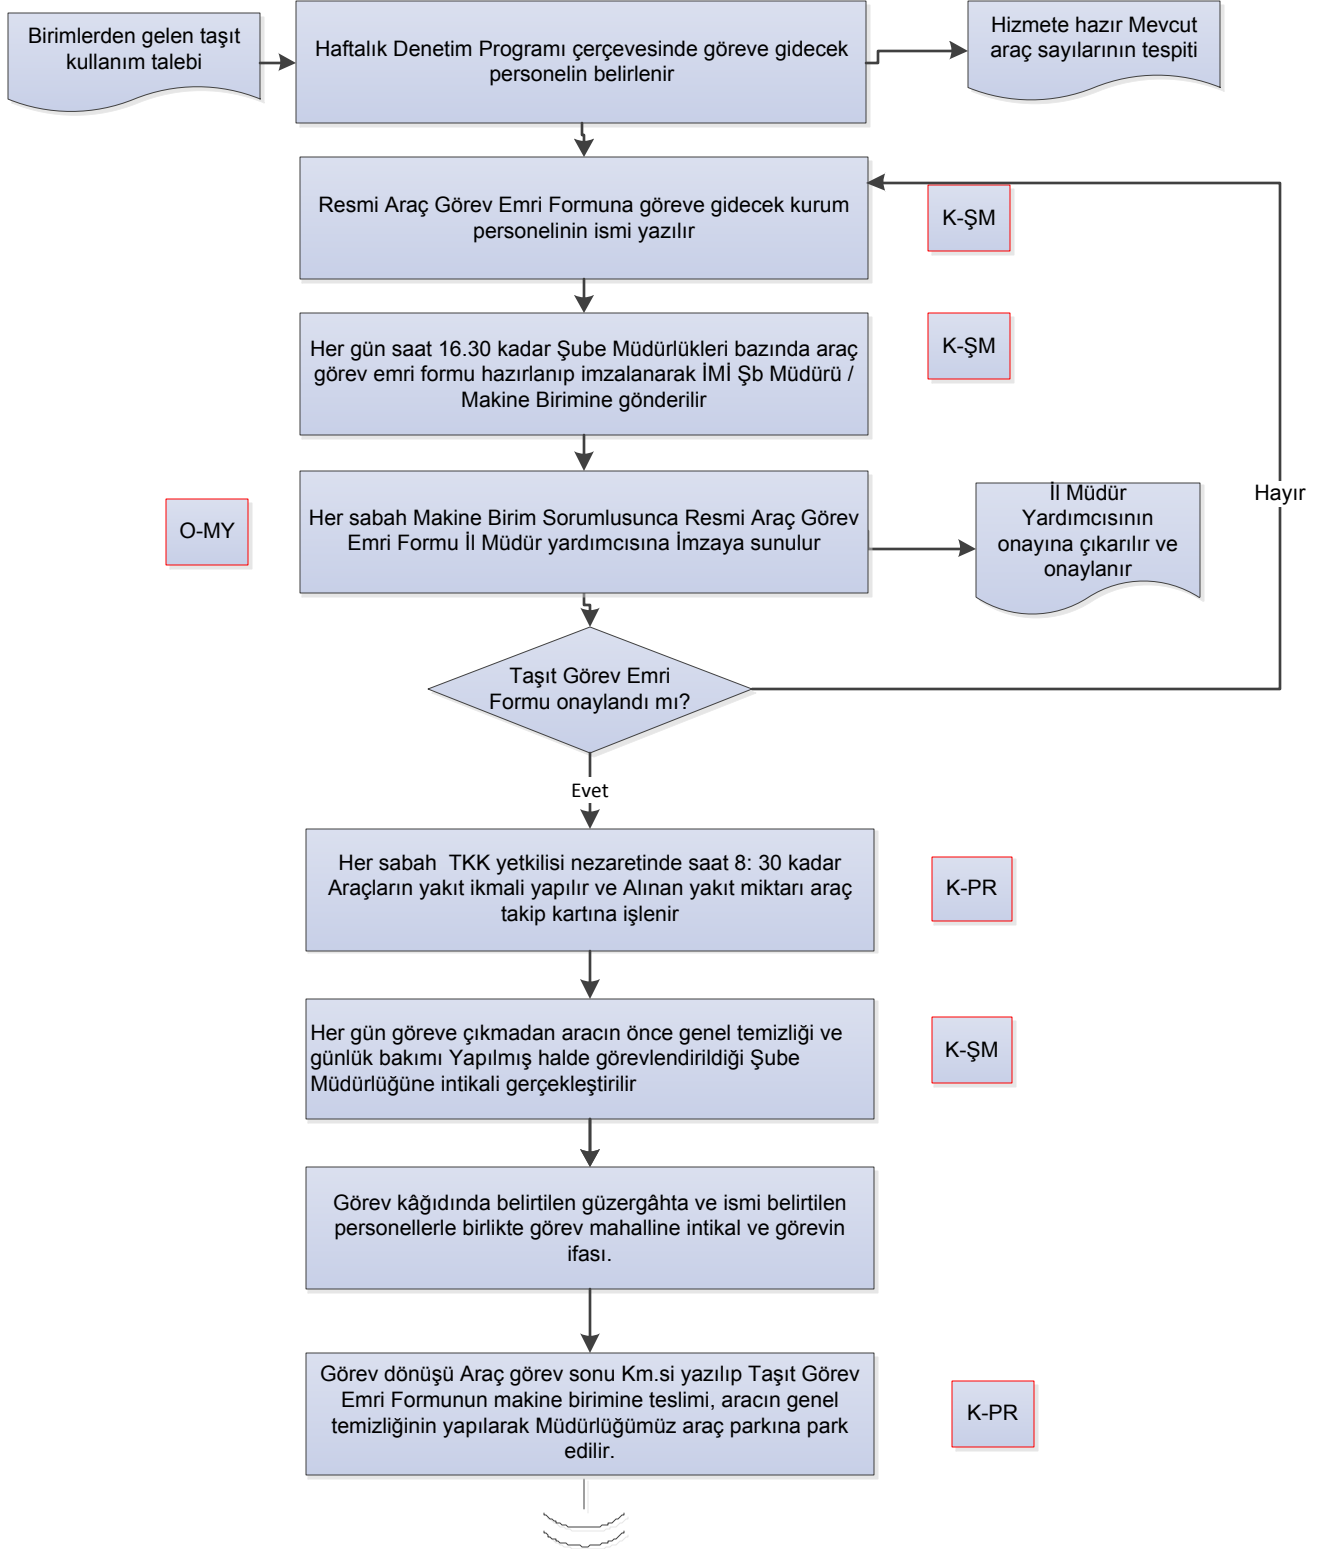 Birimlerden gelen taşıt
kullanım talebi
Haftalık Denetim Programı çerçevesinde göreve gidecek
personelin belirlenir
Hizmete hazır Mevcut
araç sayılarının tespiti
Resmi Araç Görev Emri Formuna göreve gidecek kurum
personelinin ismi yazılır
K-ŞM
Her gün saat 16.30 kadar Şube Müdürlükleri bazında araç
görev emri formu hazırlanıp imzalanarak İMİ Şb Müdürü /
Makine Birimine gönderilir
K-ŞM
O-MY
Her sabah Makine Birim Sorumlusunca Resmi Araç Görev
Emri Formu İl Müdür yardımcısına İmzaya sunulur
İl Müdür
Yardımcısının
onayına çıkarılır ve
onaylanır
Hayır
Taşıt Görev Emri
Formu onaylandı mı?
Evet
Her sabah  TKK yetkilisi nezaretinde saat 8: 30 kadar
Araçların yakıt ikmali yapılır ve Alınan yakıt miktarı araç
takip kartına işlenir
K-PR
Her gün göreve çıkmadan aracın önce genel temizliği ve
günlük bakımı Yapılmış halde görevlendirildiği Şube
Müdürlüğüne intikali gerçekleştirilir
K-ŞM
Görev kâğıdında belirtilen güzergâhta ve ismi belirtilen
personellerle birlikte görev mahalline intikal ve görevin
ifası.
Görev dönüşü Araç görev sonu Km.si yazılıp Taşıt Görev
Emri Formunun makine birimine teslimi, aracın genel
temizliğinin yapılarak Müdürlüğümüz araç parkına park
edilir.
K-PR